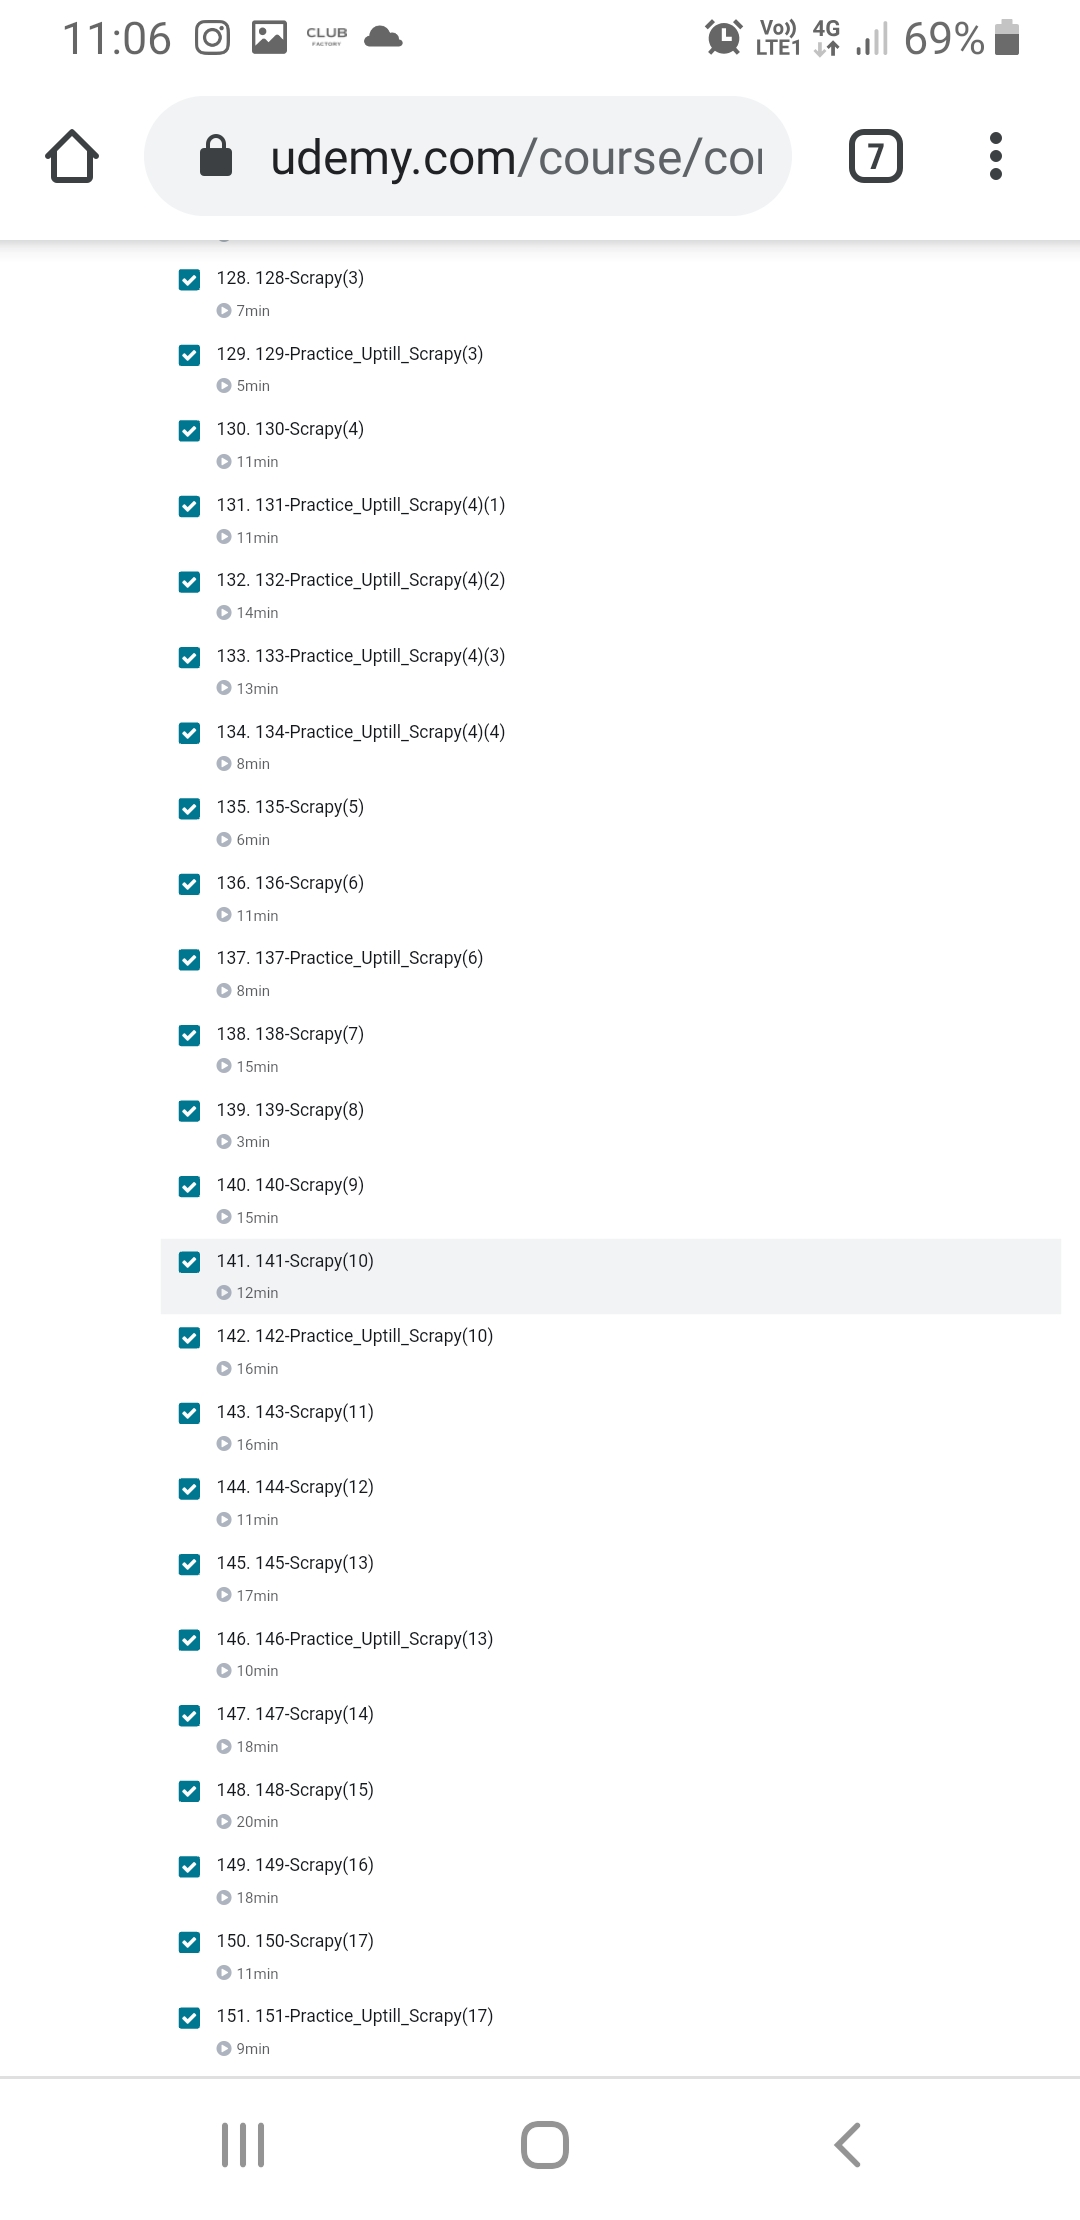 11:06 CLUB FACTORY Vo)) LTE1 4G 69%
udemy.com/course/co 7
128. 128-Scrapy(3)
7min
129. 129-Practice_Uptill_Scrapy(3)
5min
130. 130-Scrapy(4)
11min
131. 131-Practice_Uptill_Scrapy(4)(1)
11min
132. 132-Practice_Uptill_Scrapy(4)(2)
14min
133. 133-Practice_Uptill_Scrapy(4)(3)
13min
134. 134-Practice_Uptill_Scrapy(4)(4)
8min
135. 135-Scrapy(5)
6min
136. 136-Scrapy(6)
11min
137. 137-Practice_Uptill_Scrapy(6)
8min
138. 138-Scrapy(7)
15min
139. 139-Scrapy(8)
3min
140. 140-Scrapy(9)
15min
141. 141-Scrapy(10)
12min
142. 142-Practice_Uptill_Scrapy(10)
16min
143. 143-Scrapy(11)
16min
144. 144-Scrapy(12)
11min
145. 145-Scrapy(13)
17min
146. 146-Practice_Uptill_Scrapy(13)
10min
147. 147-Scrapy(14)
18min
148. 148-Scrapy(15)
20min
149. 149-Scrapy(16)
18min
150. 150-Scrapy(17)
11min
151. 151-Practice_Uptill_Scrapy(17)
9min